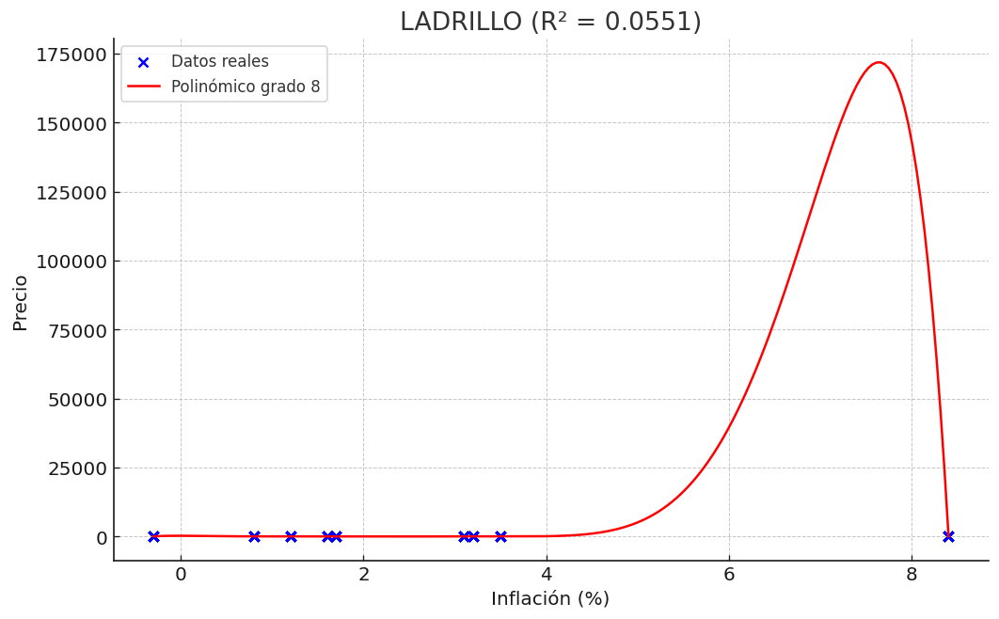 LADRILLO (R² = 0.0551)
Datos reales
Polinómico grado 8
175000
150000
125000
100000
75000
50000
25000
0
Precio
0 2 4 6 8
Inflación (%)